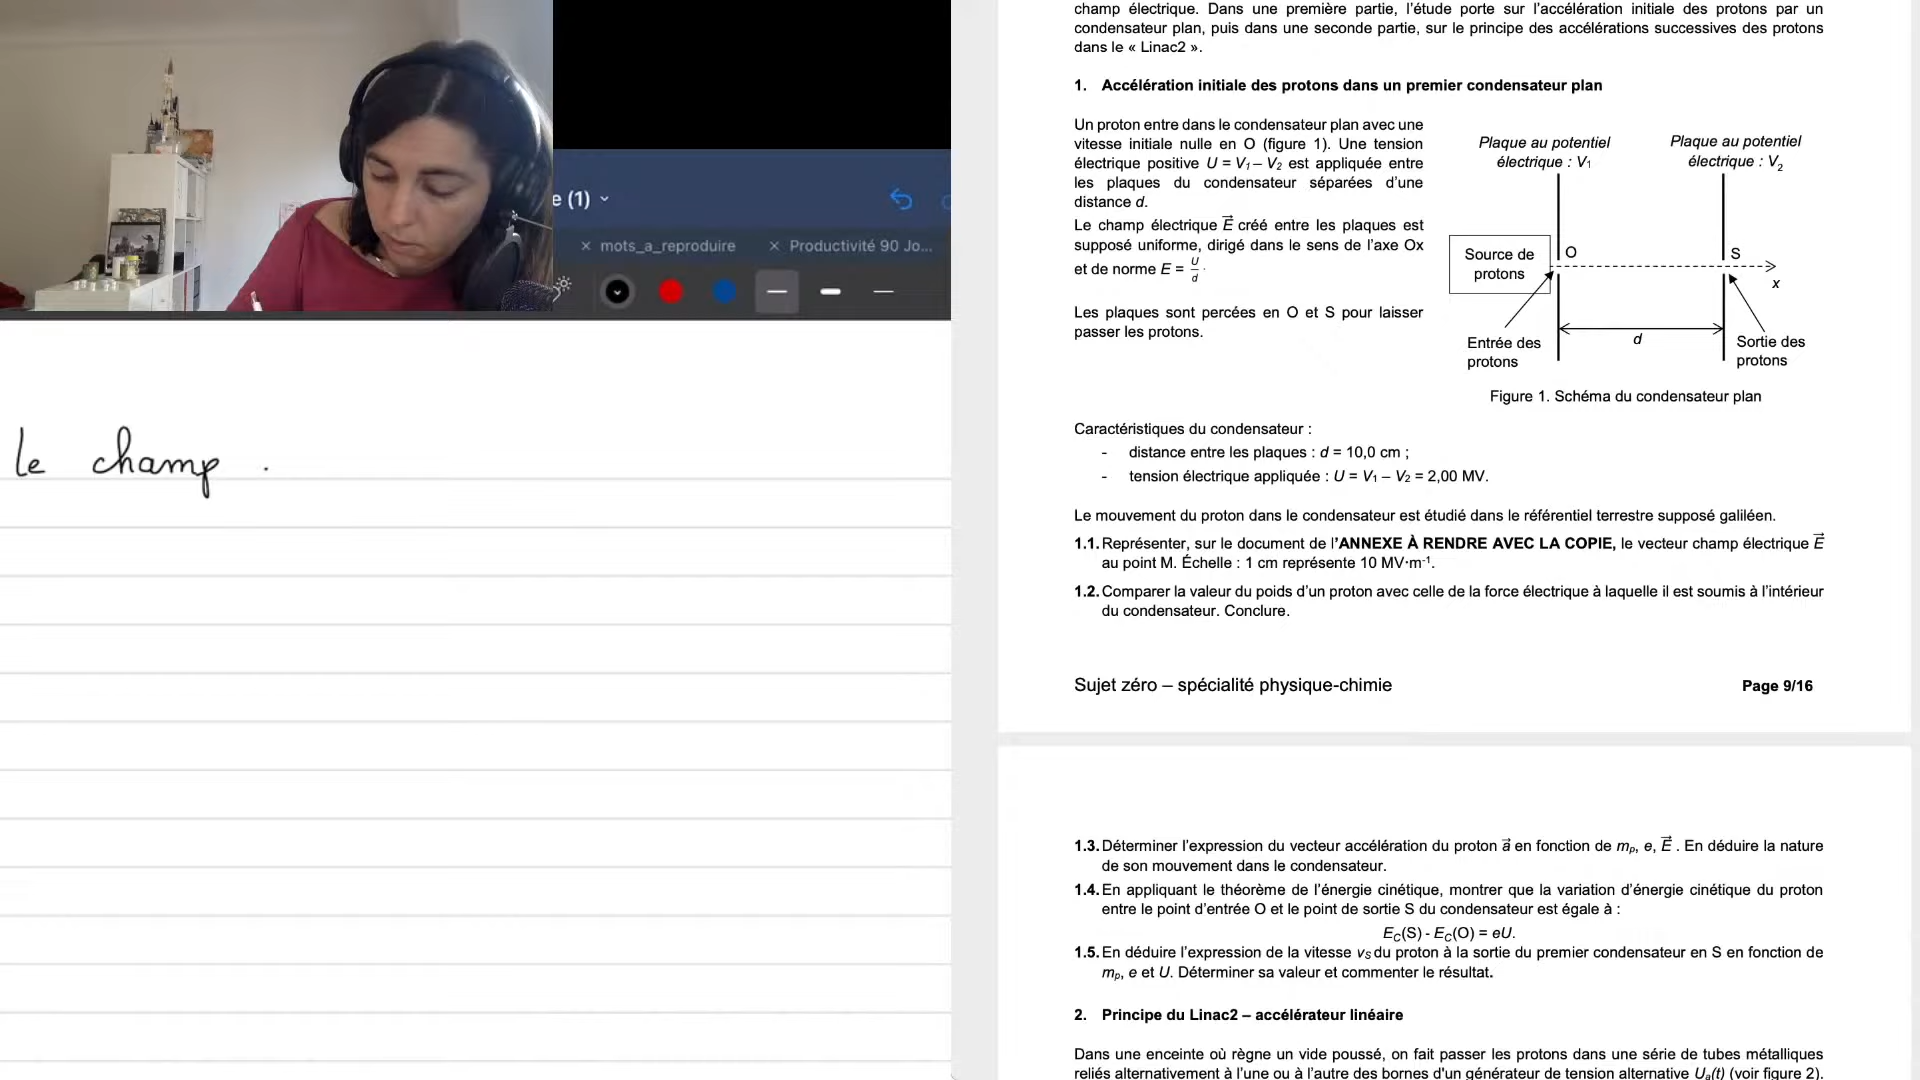 e (1)
× mots_a_reproduire × Productivité 90 Jo...
le champ .
champ électrique. Dans une première partie, l'étude porte sur l'accélération initiale des protons par un
condensateur plan, puis dans une seconde partie, sur le principe des accélérations successives des protons
dans le « Linac2 ».
1. Accélération initiale des protons dans un premier condensateur plan
Un proton entre dans le condensateur plan avec une
vitesse initiale nulle en O (figure 1). Une tension
électrique positive U = V₁ – V₂ est appliquée entre
les plaques du condensateur séparées d'une
distance d.
Le champ électrique E⃗ créé entre les plaques est
supposé uniforme, dirigé dans le sens de l'axe Ox
et de norme E = U/d.
Les plaques sont percées en O et S pour laisser
passer les protons.
Plaque au potentiel
électrique : V₁
Plaque au potentiel
électrique : V₂
Source de
protons
O
S
x
d
Entrée des
protons
Sortie des
protons
Figure 1. Schéma du condensateur plan
Caractéristiques du condensateur :
- distance entre les plaques : d = 10,0 cm ;
- tension électrique appliquée : U = V₁ – V₂ = 2,00 MV.
Le mouvement du proton dans le condensateur est étudié dans le référentiel terrestre supposé galiléen.
1.1. Représenter, sur le document de l'ANNEXE À RENDRE AVEC LA COPIE, le vecteur champ électrique E⃗
au point M. Échelle : 1 cm représente 10 MV·m⁻¹.
1.2. Comparer la valeur du poids d'un proton avec celle de la force électrique à laquelle il est soumis à l'intérieur
du condensateur. Conclure.
Sujet zéro – spécialité physique-chimie Page 9/16
1.3. Déterminer l'expression du vecteur accélération du proton a⃗ en fonction de mₚ, e, E⃗ . En déduire la nature
de son mouvement dans le condensateur.
1.4. En appliquant le théorème de l'énergie cinétique, montrer que la variation d'énergie cinétique du proton
entre le point d'entrée O et le point de sortie S du condensateur est égale à :
E_C(S) - E_C(O) = eU.
1.5. En déduire l'expression de la vitesse v_S du proton à la sortie du premier condensateur en S en fonction de
mₚ, e et U. Déterminer sa valeur et commenter le résultat.
2. Principe du Linac2 – accélérateur linéaire
Dans une enceinte où règne un vide poussé, on fait passer les protons dans une série de tubes métalliques
reliés alternativement à l'une ou à l'autre des bornes d'un générateur de tension alternative Uₐ(t) (voir figure 2).